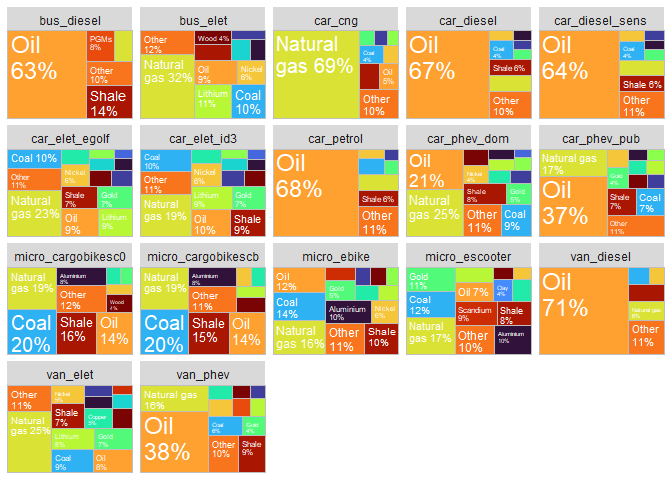 bus_diesel
Oil
63%
PGMs
8%
Other
10%
Shale
14%
bus_elet
Other
12%
Wood 4%
Natural
gas 32%
Oil
9%
Nickel
6%
Lithium
11%
Coal
10%
car_cng
Natural
gas 69%
Coal
4%
Oil
5%
Other
10%
car_diesel
Oil
67%
Coal
4%
Shale 6%
Other
10%
car_diesel_sens
Oil
64%
Coal
4%
Shale 6%
Other
11%
car_elet_egolf
Coal 10%
Other
11%
Nickel
8%
Natural
gas 23%
Shale
7%
Gold
7%
Oil
9%
Lithium
9%
car_elet_id3
Coal
10%
Other
11%
Nickel
6%
Natural
gas 19%
Lithium
9%
Gold
8%
Oil
10%
Shale
9%
car_petrol
Oil
68%
Shale 6%
Other
11%
car_phev_dom
Oil
21%
Nickel
4%
Natural
gas 25%
Shale
8%
Gold
5%
Other
11%
Coal
9%
car_phev_pub
Natural gas
17%
Gold
4%
Oil
37%
Shale
7%
Coal
7%
Other
11%
micro_cargobikesc0
Natural
gas 19%
Aluminium
8%
Other
12%
Wood
4%
Coal
20%
Shale
16%
Oil
14%
micro_cargobikescb
Natural
gas 19%
Aluminium
8%
Other
11%
Coal
20%
Shale
15%
Oil
14%
micro_ebike
Oil
12%
Gold
8%
Coal
14%
Aluminium
10%
Nickel
6%
Natural
gas 16%
Other
11%
Shale
10%
micro_escooter
Gold
11%
Oil 7%
Clay
4%
Coal
12%
Scandium
9%
Shale
8%
Natural
gas 17%
Other
10%
Aluminium
10%
van_diesel
Oil
71%
Natural gas
6%
Other
11%
van_elet
Other
11%
Nickel
5%
Shale
7%
Copper
5%
Natural
gas 25%
Lithium
8%
Gold
7%
Coal
9%
Oil
8%
van_phev
Natural gas
16%
Oil
38%
Coal
6%
Gold
4%
Other
10%
Shale
9%